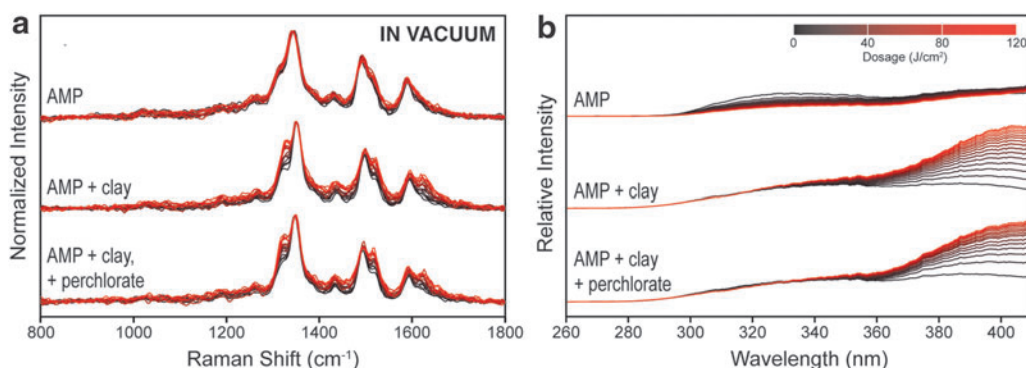 a
IN VACUUM
AMP
AMP + clay
AMP + clay,
+ perchlorate
Normalized Intensity
800 1000 1200 1400 1600 1800
Raman Shift (cm⁻¹)
b
0 40 80 120
Dosage (J/cm²)
AMP
AMP + clay
AMP + clay
+ perchlorate
Relative Intensity
260 280 300 320 340 360 380 400
Wavelength (nm)